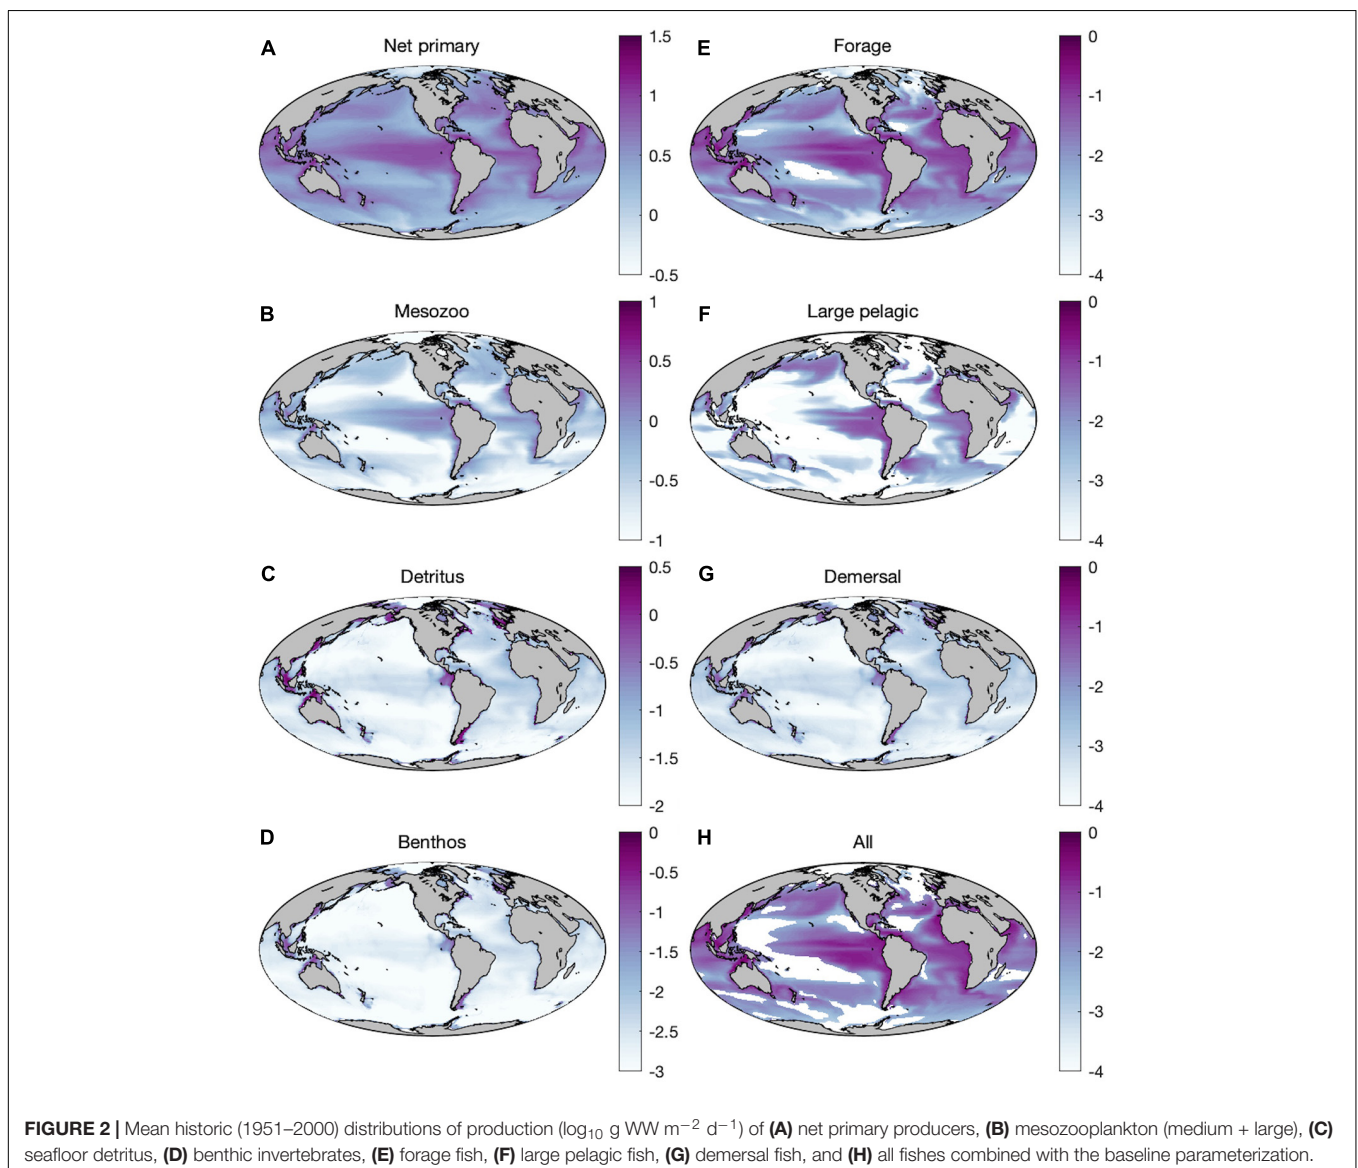 A
Net primary
1.5
1
0.5
0
-0.5
E
Forage
0
-1
-2
-3
-4
B
Mesozoo
1
0.5
0
-0.5
-1
F
Large pelagic
0
-1
-2
-3
-4
C
Detritus
0.5
0
-0.5
-1
-1.5
-2
G
Demersal
0
-1
-2
-3
-4
D
Benthos
0
-0.5
-1
-1.5
-2
-2.5
-3
H
All
0
-1
-2
-3
-4
FIGURE 2 | Mean historic (1951–2000) distributions of production (log₁₀ g WW m⁻² d⁻¹) of (A) net primary producers, (B) mesozooplankton (medium + large), (C)
seafloor detritus, (D) benthic invertebrates, (E) forage fish, (F) large pelagic fish, (G) demersal fish, and (H) all fishes combined with the baseline parameterization.